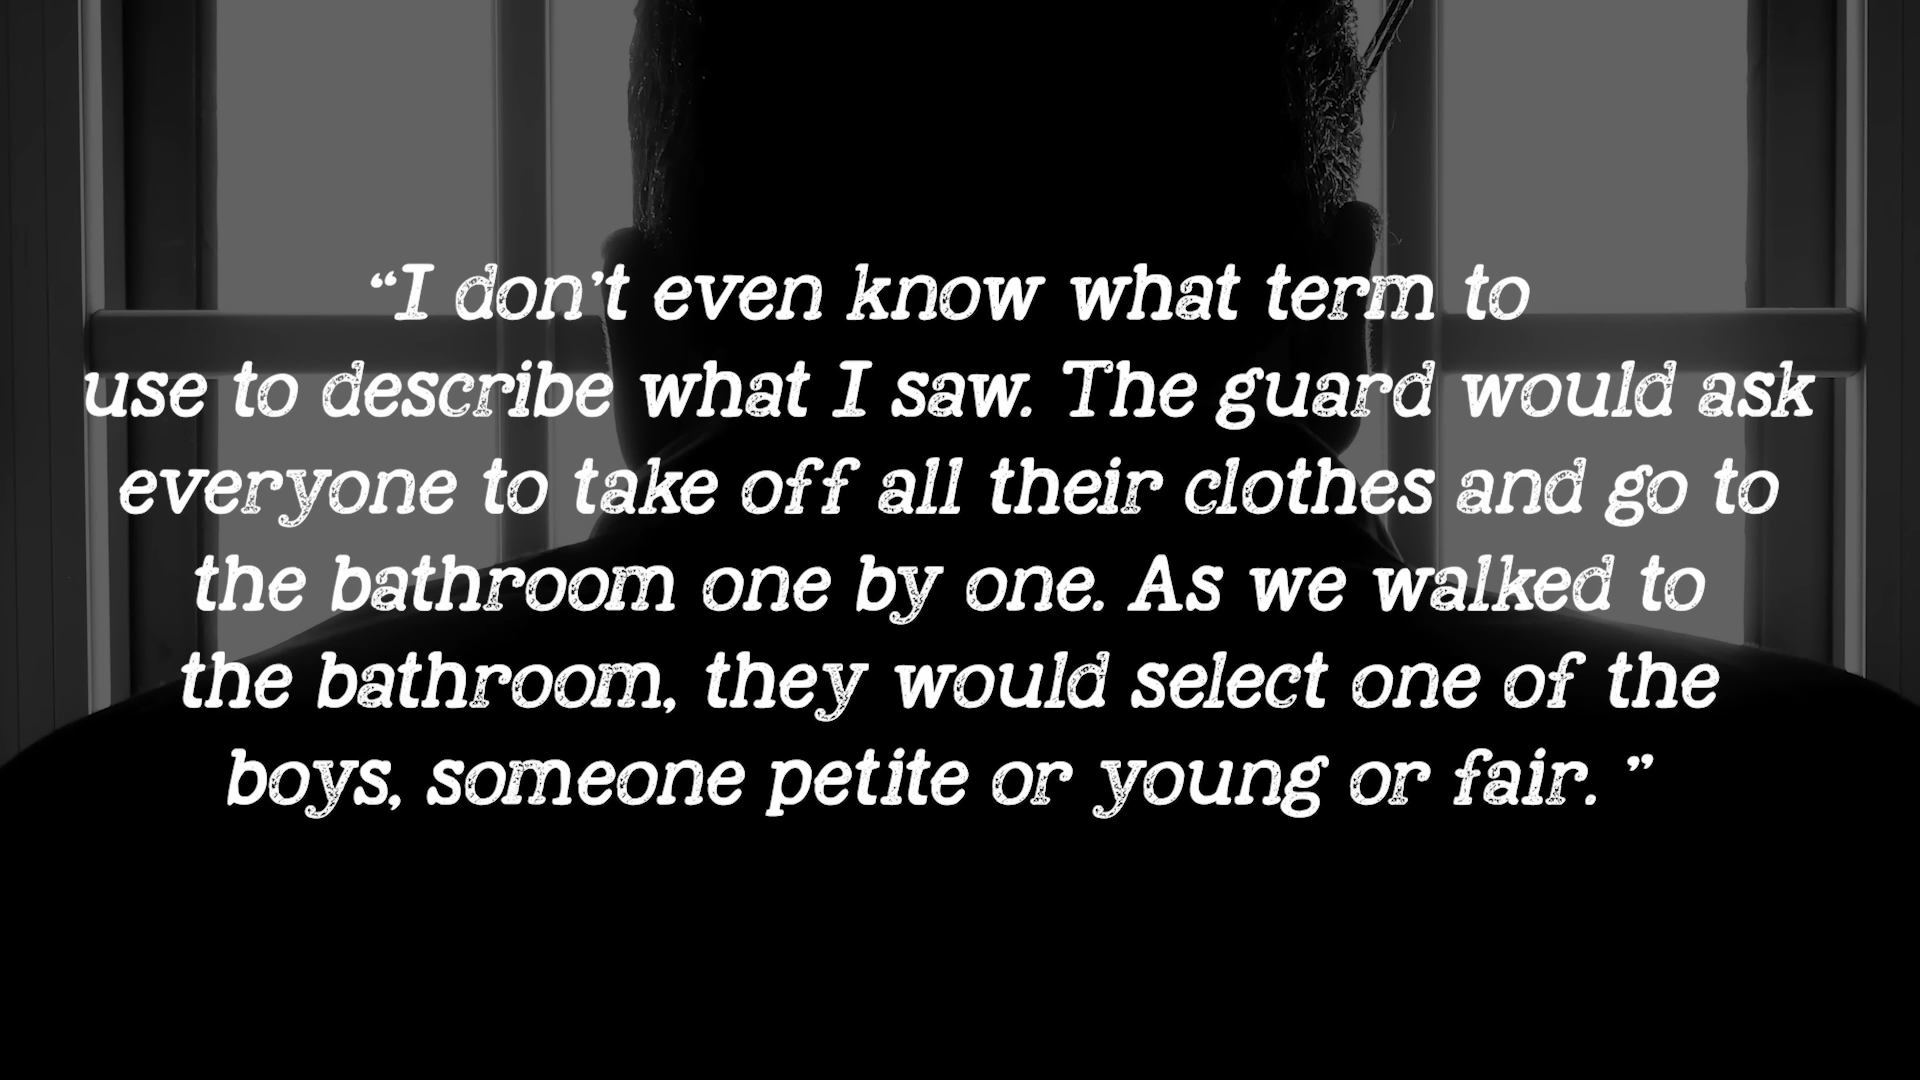 “I don’t even know what term to
use to describe what I saw. The guard would ask
everyone to take off all their clothes and go to
the bathroom one by one. As we walked to
the bathroom, they would select one of the
boys, someone petite or young or fair. ”